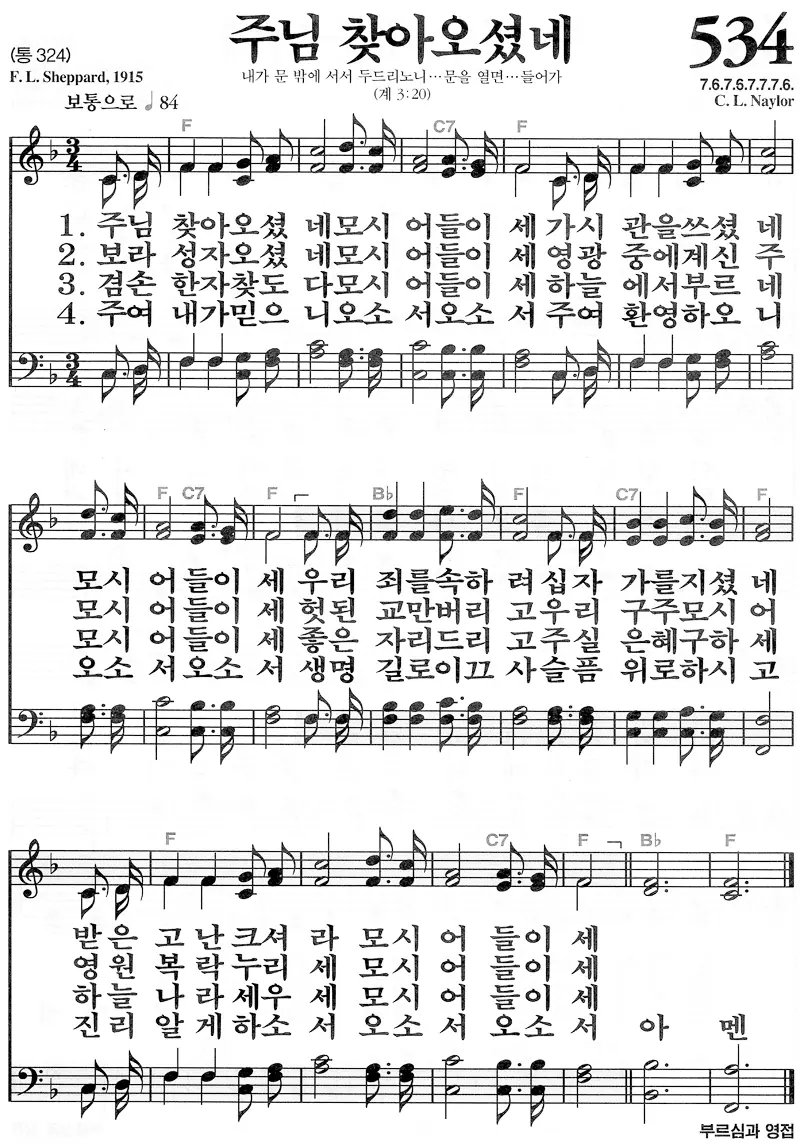 주님 찾아오셨네
534
(통 324)
F. L. Sheppard, 1915
내가 문 밖에 서서 두드리노니…문을 열면…들어가
(계 3:20)
7.6.7.6.7.7.7.6.
C. L. Naylor
보통으로 ♩84
F C7 F
1. 주님 찾아오셨 네모시 어들이 세 가시 관을쓰셨 네
2. 보라 성자오셨 네모시 어들이 세 영광 중에계신 주
3. 겸손 한자찾도 다모시 어들이 세 하늘 에서부르 네
4. 주여 내가믿으 니오소 서오소 서 주여 환영하오 니
3 4
3 4
F C7 F B♭ F C7 F
모시 어들이 세 우리 죄를속하 려십자 가를지셨 네
모시 어들이 세 헛된 교만버리 고우리 구주모시 어
모시 어들이 세 좋은 자리드리 고주실 은혜구하 세
오소 서오소 서 생명 길로이끄 사슬픔 위로하시 고
F C7 F B♭ F
받은 고난크셔 라 모시 어 들이 세
영원 복락누리 세 모시 어 들이 세
하늘 나라세우 세 모시 어 들이 세
진리 알게하소 서 오소 서 오소 서 아 멘
부르심과 영접